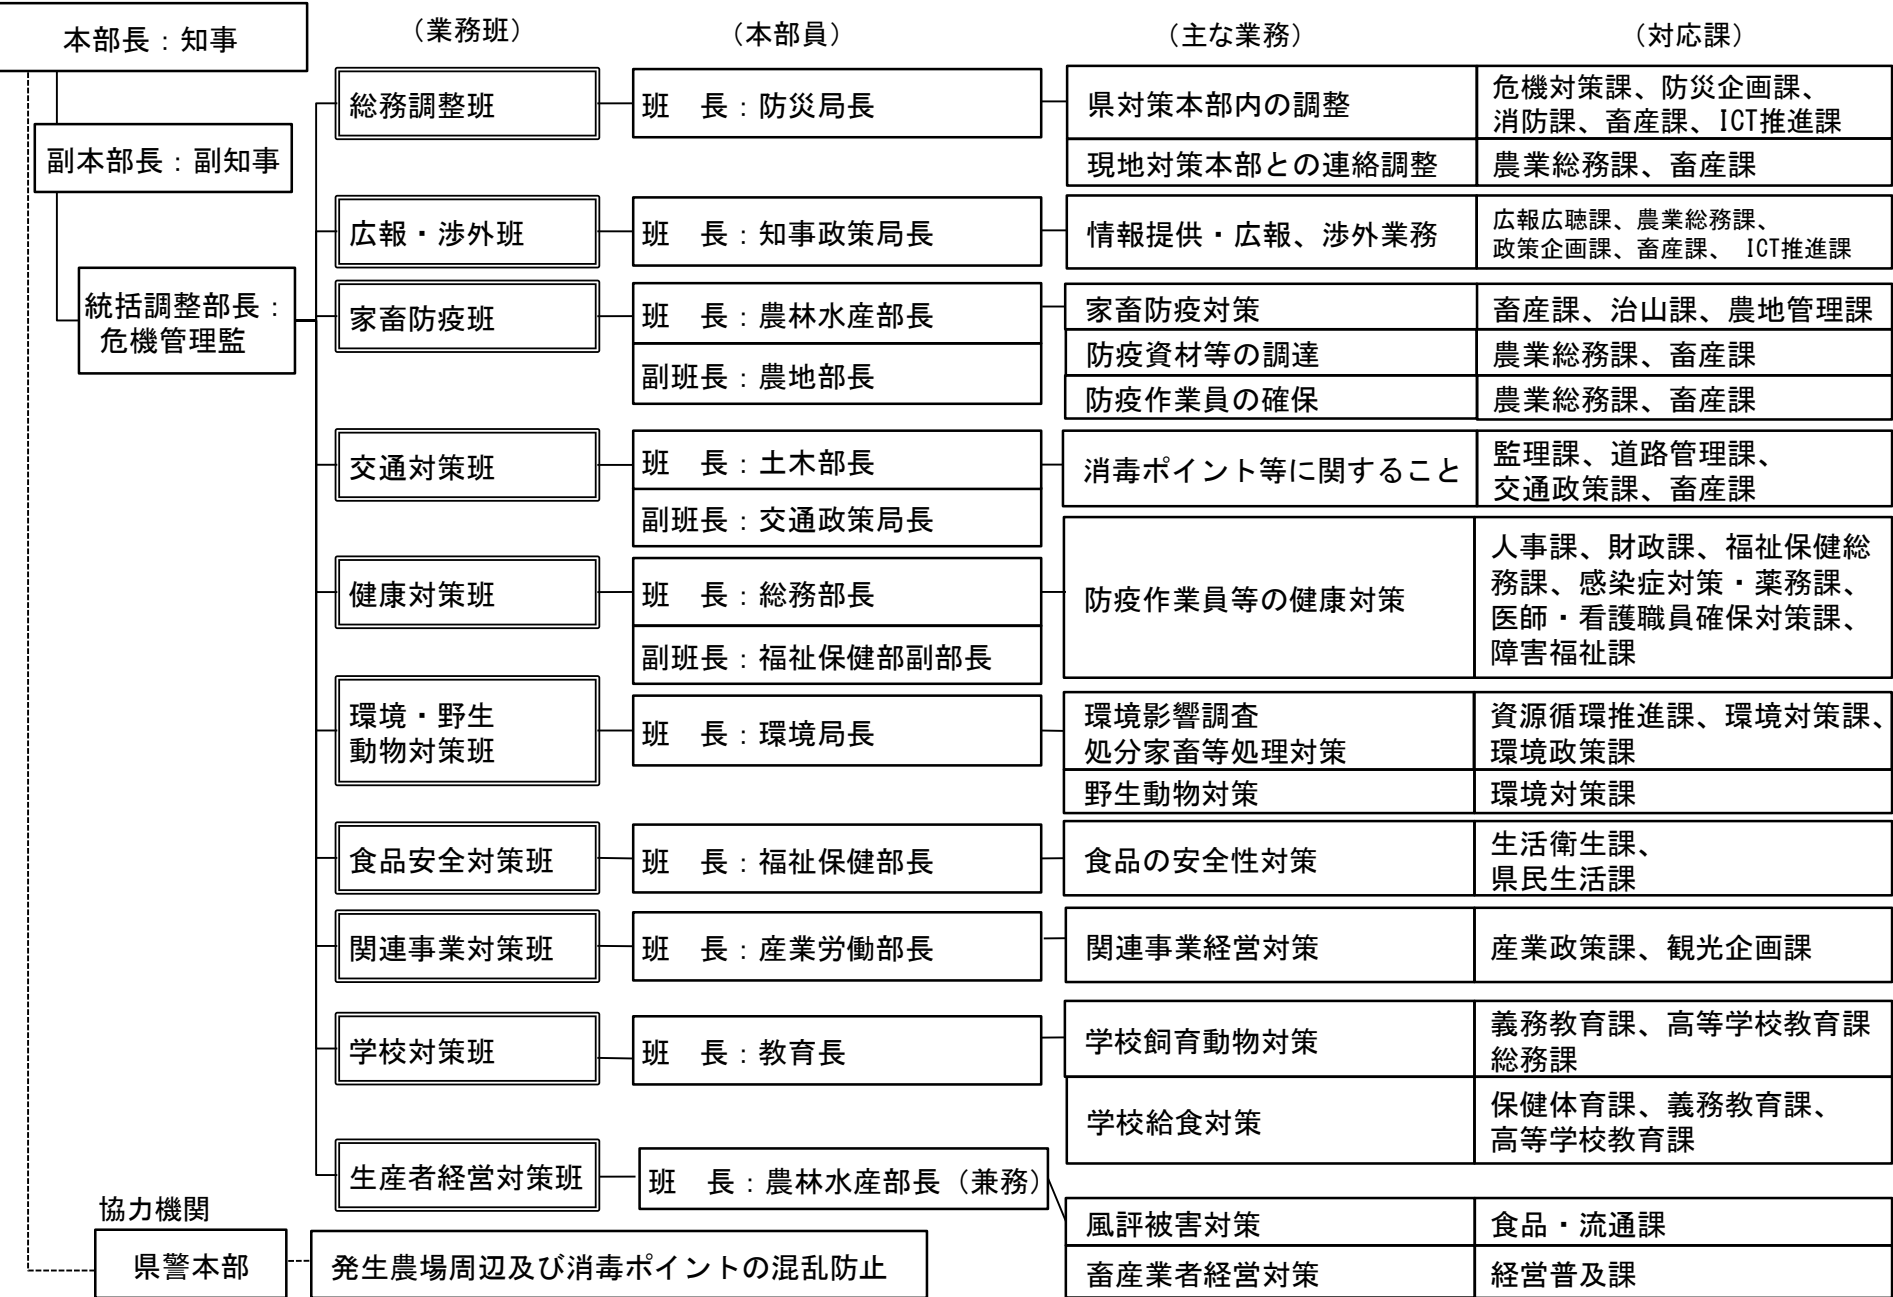 本部長：知事
（業務班）
（本部員）
（主な業務）
（対応課）
副本部長：副知事
統括調整部長：
危機管理監
総務調整班
班　長：防災局長
県対策本部内の調整
危機対策課、防災企画課、
消防課、畜産課、ICT推進課
現地対策本部との連絡調整
農業総務課、畜産課
広報・渉外班
班　長：知事政策局長
情報提供・広報、渉外業務
広報広聴課、農業総務課、
政策企画課、畜産課、 ICT推進課
家畜防疫班
班　長：農林水産部長
副班長：農地部長
家畜防疫対策
畜産課、治山課、農地管理課
防疫資材等の調達
農業総務課、畜産課
防疫作業員の確保
農業総務課、畜産課
交通対策班
班　長：土木部長
副班長：交通政策局長
消毒ポイント等に関すること
監理課、道路管理課、
交通政策課、畜産課
健康対策班
班　長：総務部長
副班長：福祉保健部副部長
防疫作業員等の健康対策
人事課、財政課、福祉保健総
務課、感染症対策・薬務課、
医師・看護職員確保対策課、
障害福祉課
環境・野生
動物対策班
班　長：環境局長
環境影響調査
処分家畜等処理対策
資源循環推進課、環境対策課、
環境政策課
野生動物対策
環境対策課
食品安全対策班
班　長：福祉保健部長
食品の安全性対策
生活衛生課、
県民生活課
関連事業対策班
班　長：産業労働部長
関連事業経営対策
産業政策課、観光企画課
学校対策班
班　長：教育長
学校飼育動物対策
義務教育課、高等学校教育課
総務課
学校給食対策
保健体育課、義務教育課、
高等学校教育課
生産者経営対策班
班　長：農林水産部長（兼務）
風評被害対策
食品・流通課
畜産業者経営対策
経営普及課
協力機関
県警本部
発生農場周辺及び消毒ポイントの混乱防止